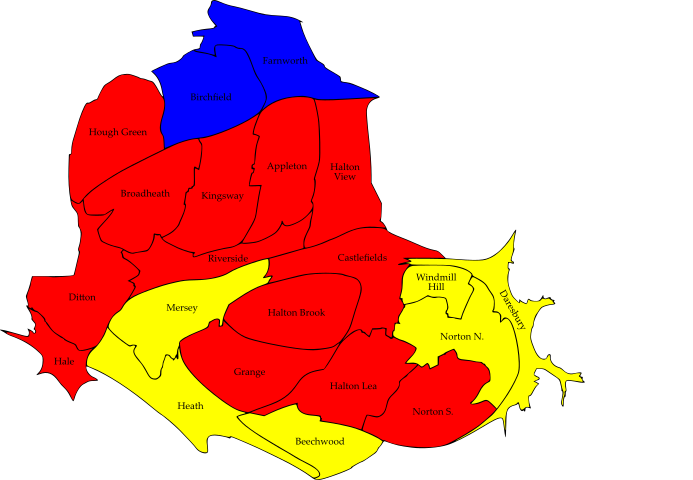 Farnworth
Birchfield
Hough Green
Appleton
Halton
View
Broadheath
Kingsway
Riverside
Castlefields
Windmill
Hill
Ditton
Mersey
Halton Brook
Daresbury
Norton N.
Hale
Grange
Halton Lea
Heath
Norton S.
Beechwood